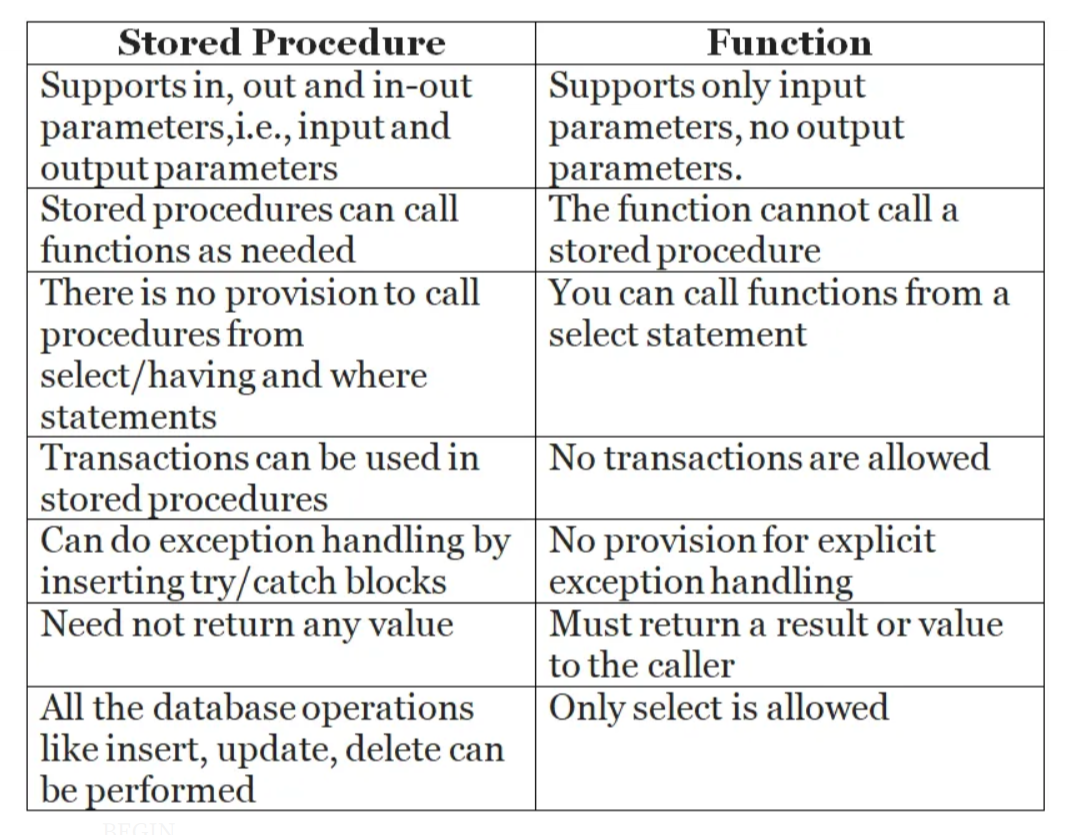 Stored Procedure
Function
Supports in, out and in-out
parameters,i.e., input and
output parameters
Supports only input
parameters, no output
parameters.
Stored procedures can call
functions as needed
The function cannot call a
stored procedure
There is no provision to call
procedures from
select/having and where
statements
You can call functions from a
select statement
Transactions can be used in
stored procedures
No transactions are allowed
Can do exception handling by
inserting try/catch blocks
No provision for explicit
exception handling
Need not return any value
Must return a result or value
to the caller
All the database operations
like insert, update, delete can
be performed
Only select is allowed
BEGIN